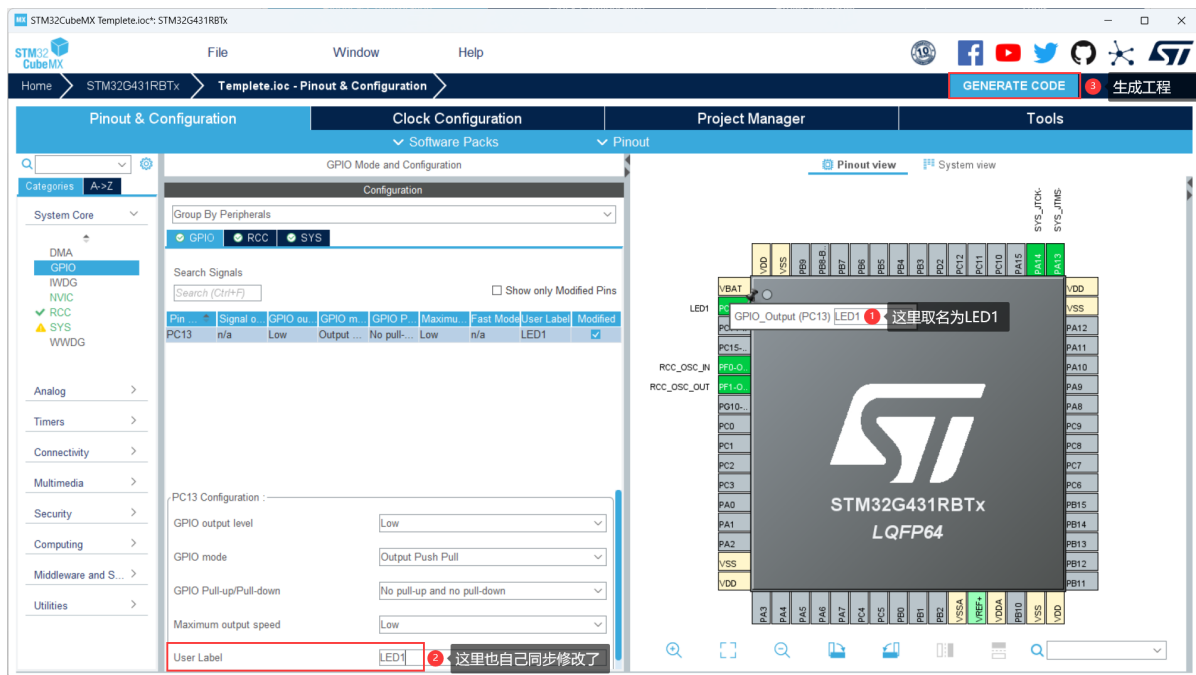 MX STM32CubeMX Templete.ioc*: STM32G431RBTx
STM32 CubeMX
File
Window
Help
10
Home
STM32G431RBTx
Templete.ioc - Pinout & Configuration
GENERATE CODE
3
生成工程
Pinout & Configuration
Clock Configuration
Project Manager
Tools
Software Packs
Pinout
Categories
A->Z
System Core
DMA
GPIO
IWDG
NVIC
RCC
SYS
WWDG
Analog
Timers
Connectivity
Multimedia
Security
Computing
Middleware and S...
Utilities
GPIO Mode and Configuration
Configuration
Group By Peripherals
GPIO
RCC
SYS
Search Signals
Search (Ctrl+F)
Show only Modified Pins
Pin ...
Signal o...
GPIO ou...
GPIO m...
GPIO P...
Maximu...
Fast Mode
User Label
Modified
PC13
n/a
Low
Output ...
No pull-...
Low
n/a
LED1
PC13 Configuration :
GPIO output level
Low
GPIO mode
Output Push Pull
GPIO Pull-up/Pull-down
No pull-up and no pull-down
Maximum output speed
Low
User Label
LED1
2
这里也自己同步修改了
Pinout view
System view
SYS_JTCK-
SYS_JTMS-
VDD
VSS
PB9
PB8-B..
PB7
PB6
PB5
PB4
PB3
PD2
PC12
PC11
PC10
PA15
PA14
PA13
LED1
RCC_OSC_IN
RCC_OSC_OUT
VBAT
PC15-..
PF0-O..
PF1-O..
PG10-..
PC0
PC1
PC2
PC3
PA0
PA1
PA2
VSS
VDD
GPIO_Output (PC13)
LED1
1
这里取名为LED1
STM32G431RBTx
LQFP64
VDD
VSS
PA12
PA11
PA10
PA9
PA8
PC9
PC8
PC7
PC6
PB15
PB14
PB13
PB12
PB11
PA3
PA4
PA5
PA6
PA7
PC4
PC5
PB0
PB1
PB2
VSSA
VREF+
VDDA
PB10
VSS
VDD